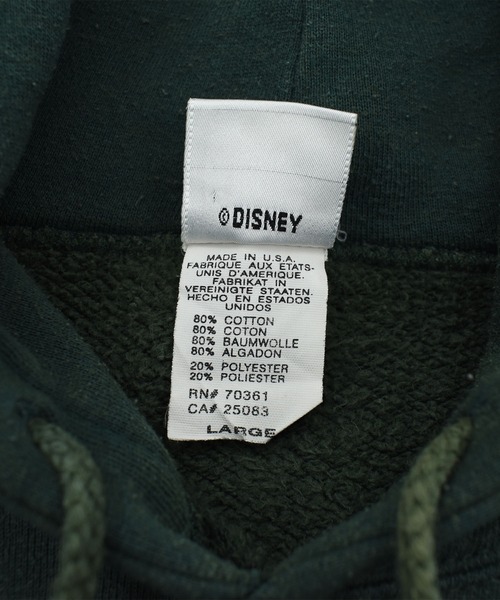 ©DISNEY
MADE IN U.S.A.
FABRIQUE AUX ETATS-
UNIS D'AMERIQUE.
FABRIKAT IN
VEREINIGTE STAATEN.
HECHO EN ESTADOS
UNIDOS
80% COTTON
80% COTON
80% BAUMWOLLE
80% ALGADON
20% POLYESTER
20% POLIESTER
RN# 70361
CA# 25083
LARGE